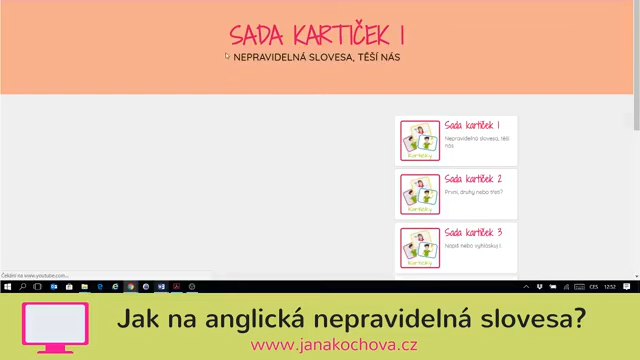 SADA KARTIČEK 1
NEPRAVIDELNÁ SLOVESA, TĚŠÍ NÁS
Sada kartiček 1
Nepravidelná slovesa, těší
nás
Kartičky
Sada kartiček 2
První, druhý nebo třetí?
Kartičky
Sada kartiček 3
Napiš nebo vyhláskuj i
Kartičky
Čekání na www.youtube.com...
CES
12:52
Jak na anglická nepravidelná slovesa?
www.janakochova.cz